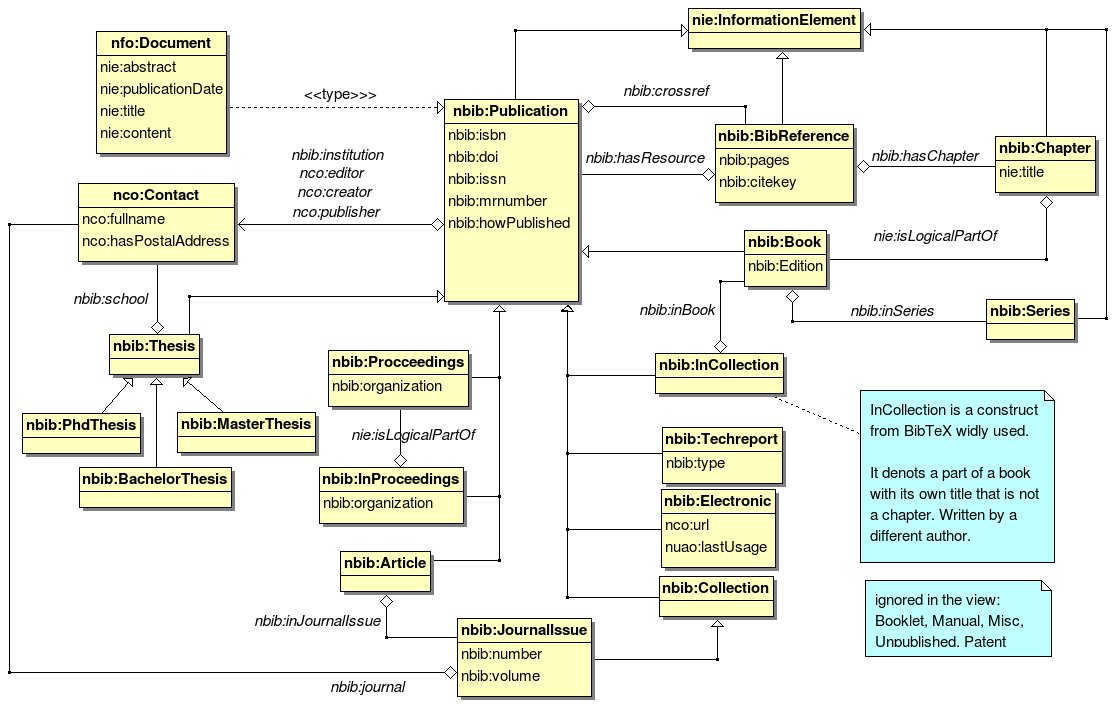 nie:InformationElement
nfo:Document
nie:abstract
nie:publicationDate
nie:title
nie:content
<<type>>>
nbib:Publication
nbib:isbn
nbib:doi
nbib:issn
nbib:mrnumber
nbib:howPublished
nbib:crossref
nbib:BibReference
nbib:pages
nbib:citekey
nbib:hasResource
nbib:hasChapter
nbib:Chapter
nie:title
nbib:institution
nco:editor
nco:creator
nco:publisher
nco:Contact
nco:fullname
nco:hasPostalAddress
nbib:Book
nbib:Edition
nie:isLogicalPartOf
nbib:school
nbib:inBook
nbib:inSeries
nbib:Series
nbib:Thesis
nbib:Procceedings
nbib:organization
nbib:InCollection
nbib:PhdThesis
nbib:MasterThesis
nbib:BachelorThesis
nie:isLogicalPartOf
nbib:InProceedings
nbib:organization
InCollection is a construct
from BibTeX widly used.
It denots a part of a book
with its own title that is not
a chapter. Written by a
different author.
nbib:Techreport
nbib:type
nbib:Electronic
nco:url
nuao:lastUsage
nbib:Article
nbib:Collection
nbib:inJournalIssue
nbib:JournalIssue
nbib:number
nbib:volume
nbib:journal
ignored in the view:
Booklet, Manual, Misc,
Unpublished, Patent